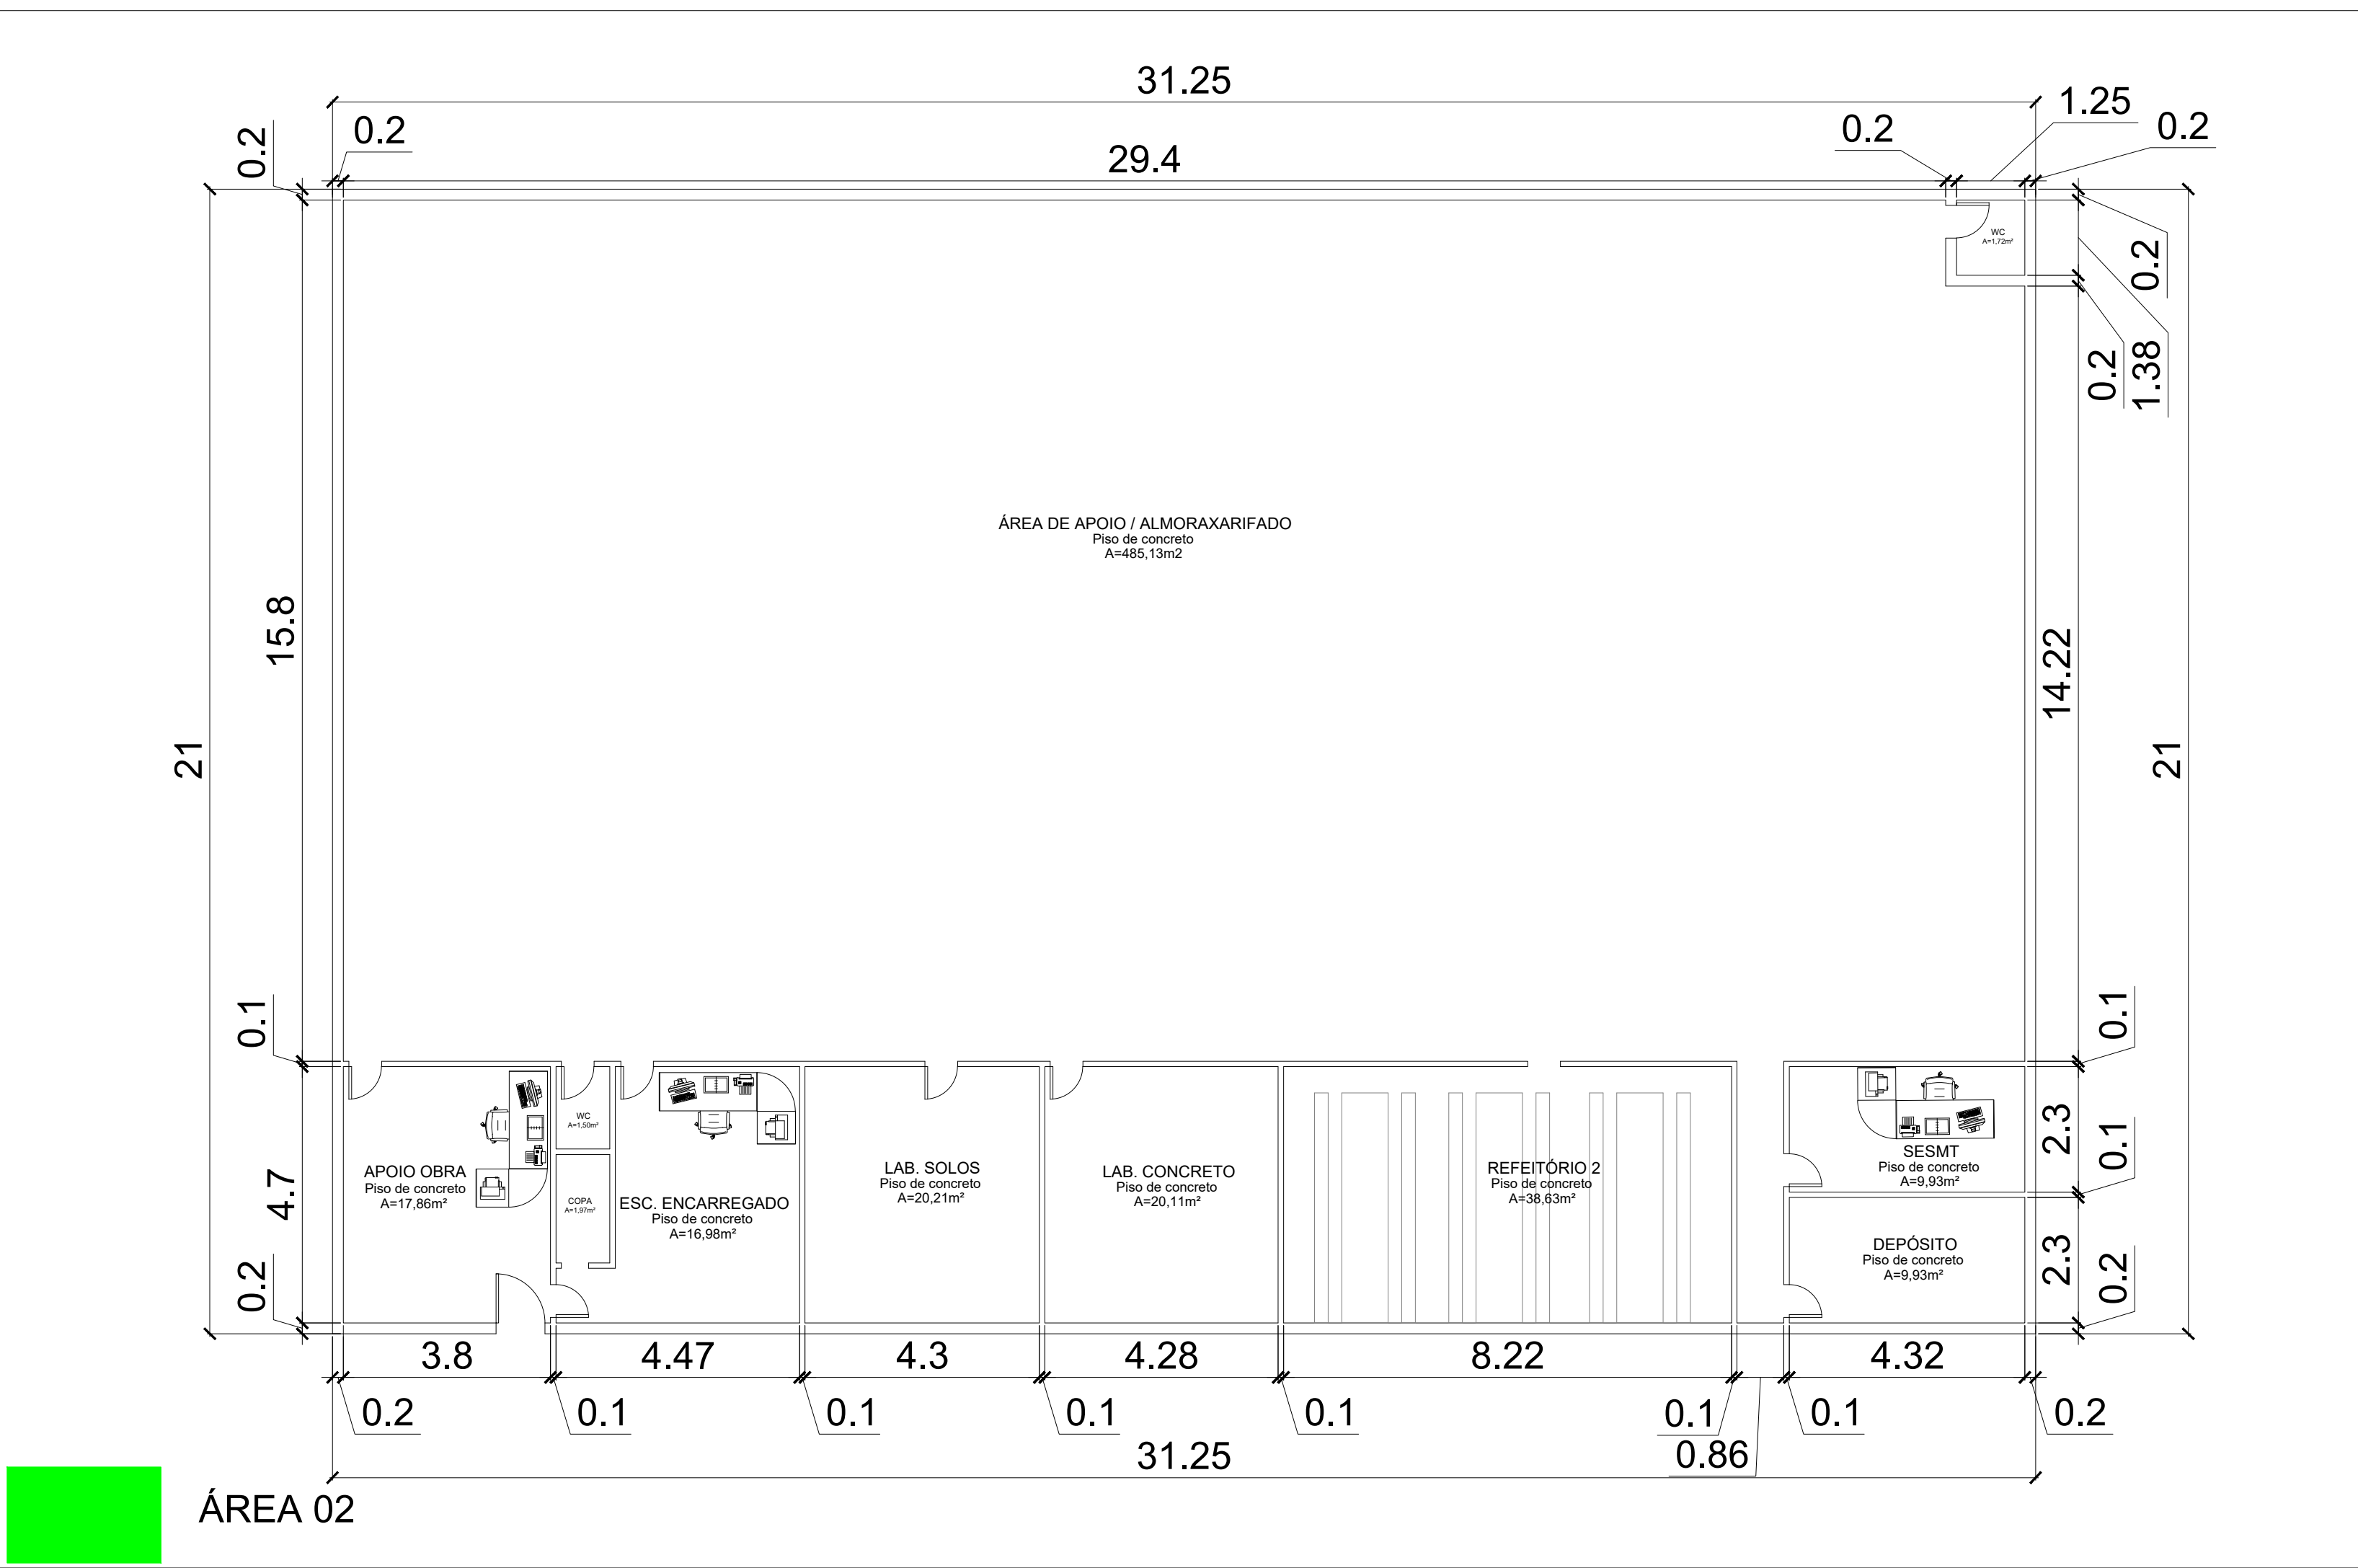 31.25
1.25
0.2
0.2
0.2
0.2
29.4
WC
A=1,72m²
0.2
0.2
1.38
ÁREA DE APOIO / ALMORAXARIFADO
Piso de concreto
A=485,13m2
15.8
14.22
21
21
0.1
0.1
WC
A=1,50m²
2.3
0.1
SESMT
Piso de concreto
A=9,93m²
APOIO OBRA
Piso de concreto
A=17,86m²
4.7
COPA
A=1,97m²
ESC. ENCARREGADO
Piso de concreto
A=16,98m²
LAB. SOLOS
Piso de concreto
A=20,21m²
LAB. CONCRETO
Piso de concreto
A=20,11m²
REFEITÓRIO 2
Piso de concreto
A=38,63m²
DEPÓSITO
Piso de concreto
A=9,93m²
2.3
0.2
0.2
3.8
4.47
4.3
4.28
8.22
4.32
0.2
0.1
0.1
0.1
0.1
0.1
0.1
0.2
0.86
31.25
ÁREA 02